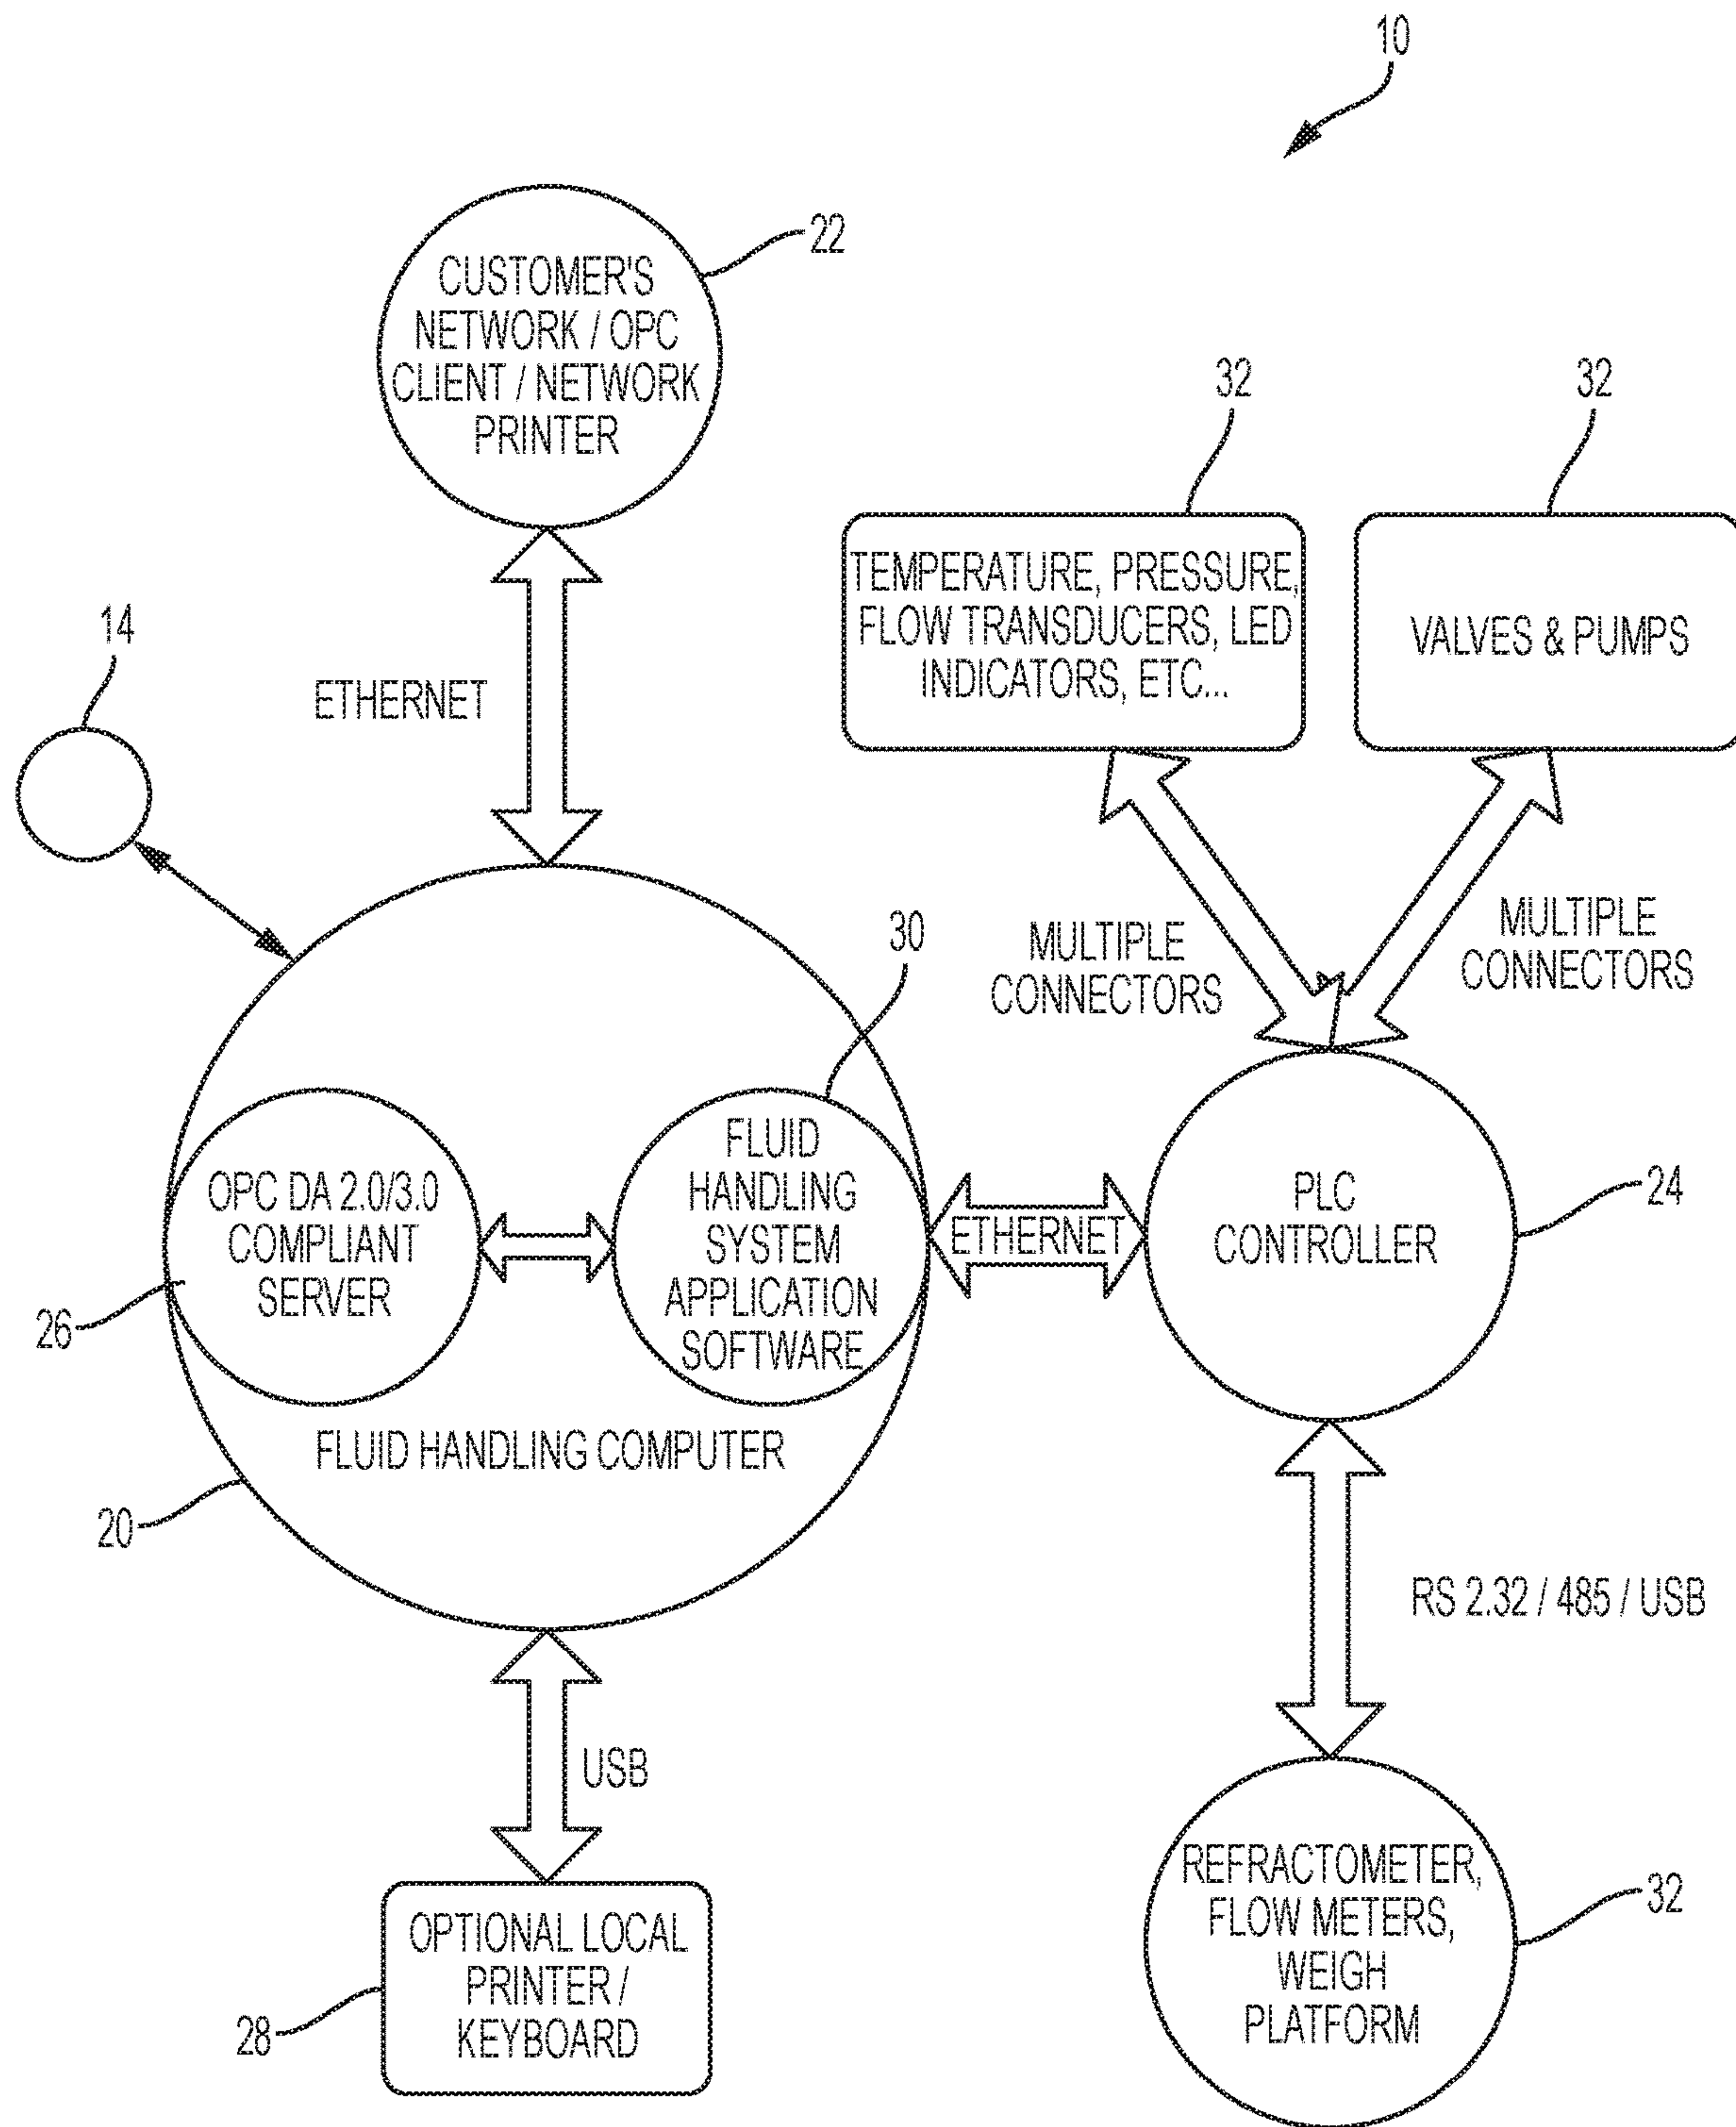 10
22
CUSTOMER'S
NETWORK / OPC
CLIENT / NETWORK
PRINTER
32
32
TEMPERATURE, PRESSURE,
FLOW TRANSDUCERS, LED
INDICATORS, ETC...
VALVES & PUMPS
14
ETHERNET
MULTIPLE
CONNECTORS
MULTIPLE
CONNECTORS
30
OPC DA 2.0/3.0
COMPLIANT
SERVER
26
FLUID
HANDLING
SYSTEM
APPLICATION
SOFTWARE
ETHERNET
PLC
CONTROLLER
24
FLUID HANDLING COMPUTER
20
RS 2.32 / 485 / USB
USB
OPTIONAL LOCAL
PRINTER /
KEYBOARD
28
REFRACTOMETER,
FLOW METERS,
WEIGH
PLATFORM
32